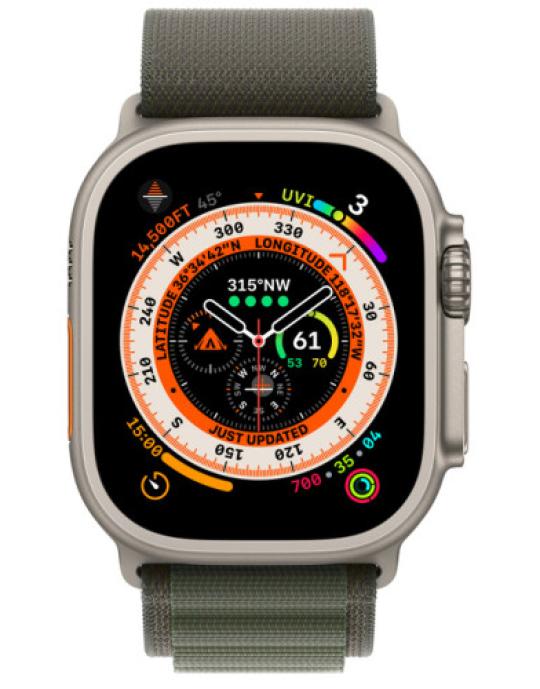 14,500FT 45°
UVI 3
300
330
W
LATITUDE 36°34'42"N LONGITUDE 118°17'32"W
315°NW
240
30
61
53 70
210
60
N
W
E
S
S
E
JUST UPDATED
150
120
15:00
700 • 35 • 04